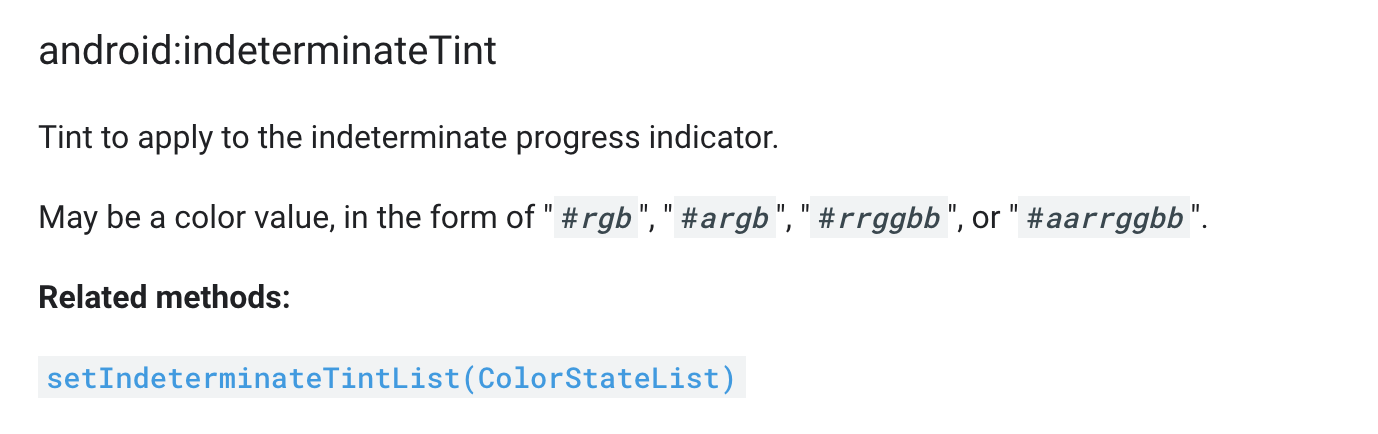 android:indeterminateTint
Tint to apply to the indeterminate progress indicator.
May be a color value, in the form of "#rgb", "#argb", "#rrggbb", or "#aarrggbb".
Related methods:
setIndeterminateTintList(ColorStateList)